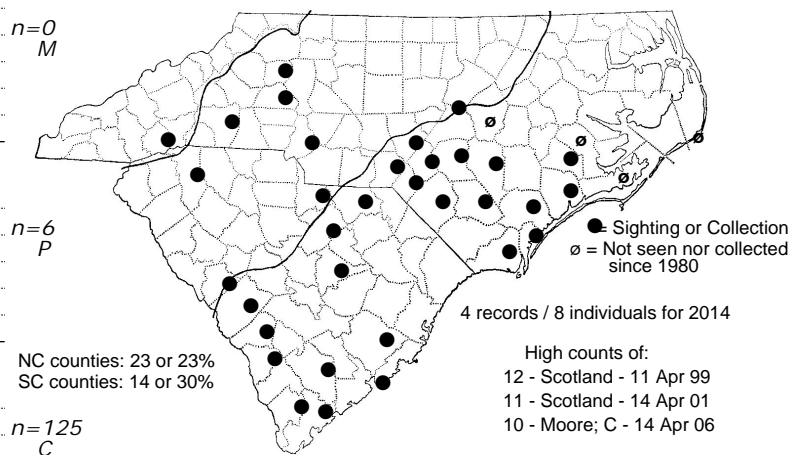 n=0
M
n=6
P
n=125
C
● = Sighting or Collection
ø = Not seen nor collected
since 1980
4 records / 8 individuals for 2014
NC counties: 23 or 23%
SC counties: 14 or 30%
High counts of:
12 - Scotland - 11 Apr 99
11 - Scotland - 14 Apr 01
10 - Moore; C - 14 Apr 06